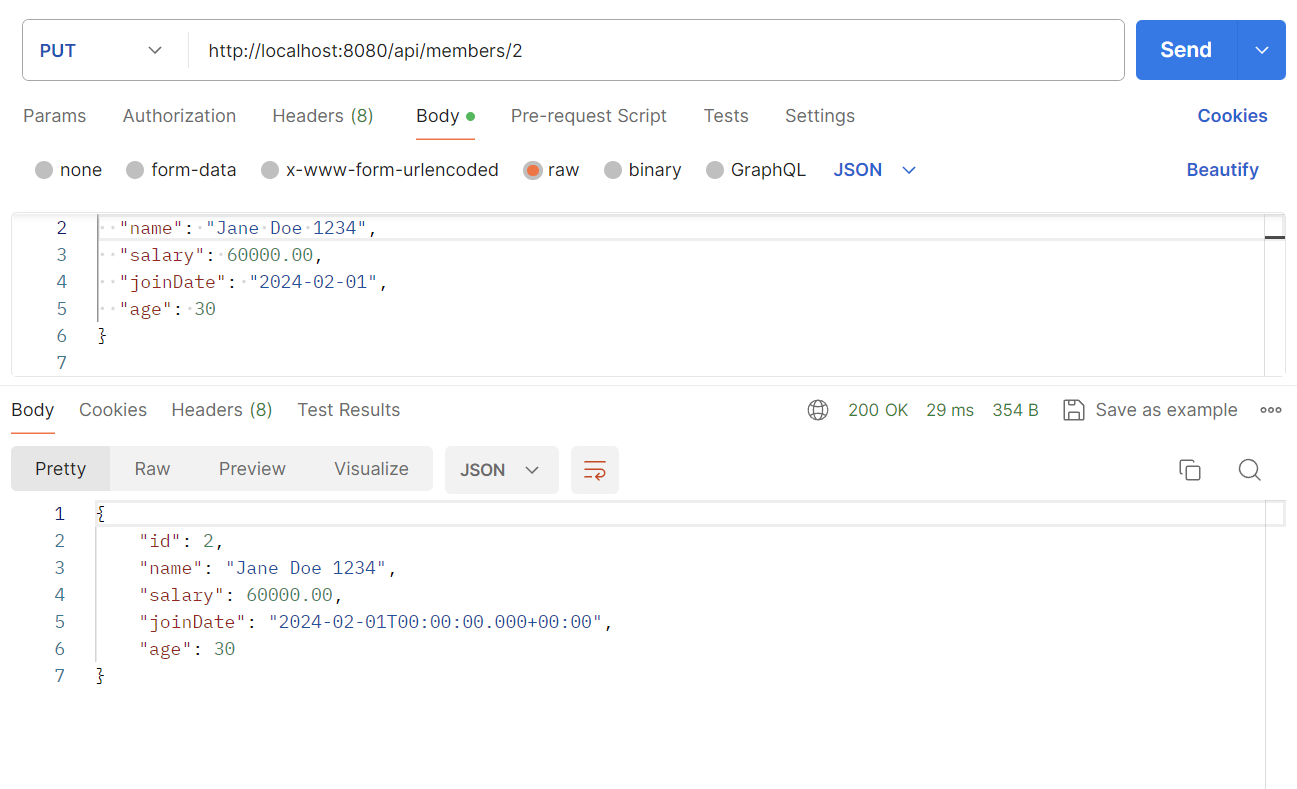 PUT http://localhost:8080/api/members/2 Send
Params Authorization Headers (8) Body Pre-request Script Tests Settings Cookies
none form-data x-www-form-urlencoded raw binary GraphQL JSON Beautify
2 "name": "Jane Doe 1234",
3 "salary": 60000.00,
4 "joinDate": "2024-02-01",
5 "age": 30
6 }
7
Body Cookies Headers (8) Test Results 200 OK 29 ms 354 B Save as example
Pretty Raw Preview Visualize JSON
1 {
2 "id": 2,
3 "name": "Jane Doe 1234",
4 "salary": 60000.00,
5 "joinDate": "2024-02-01T00:00:00.000+00:00",
6 "age": 30
7 }